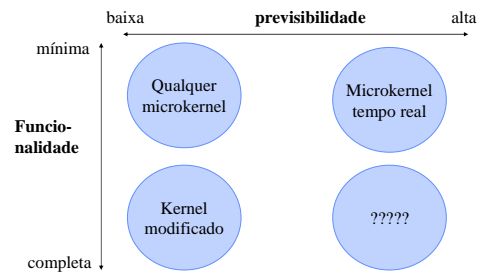 baixa previsibilidade alta
mínima
Qualquer
microkernel
Microkernel
tempo real
Funcio-
nalidade
Kernel
modificado
?????
completa